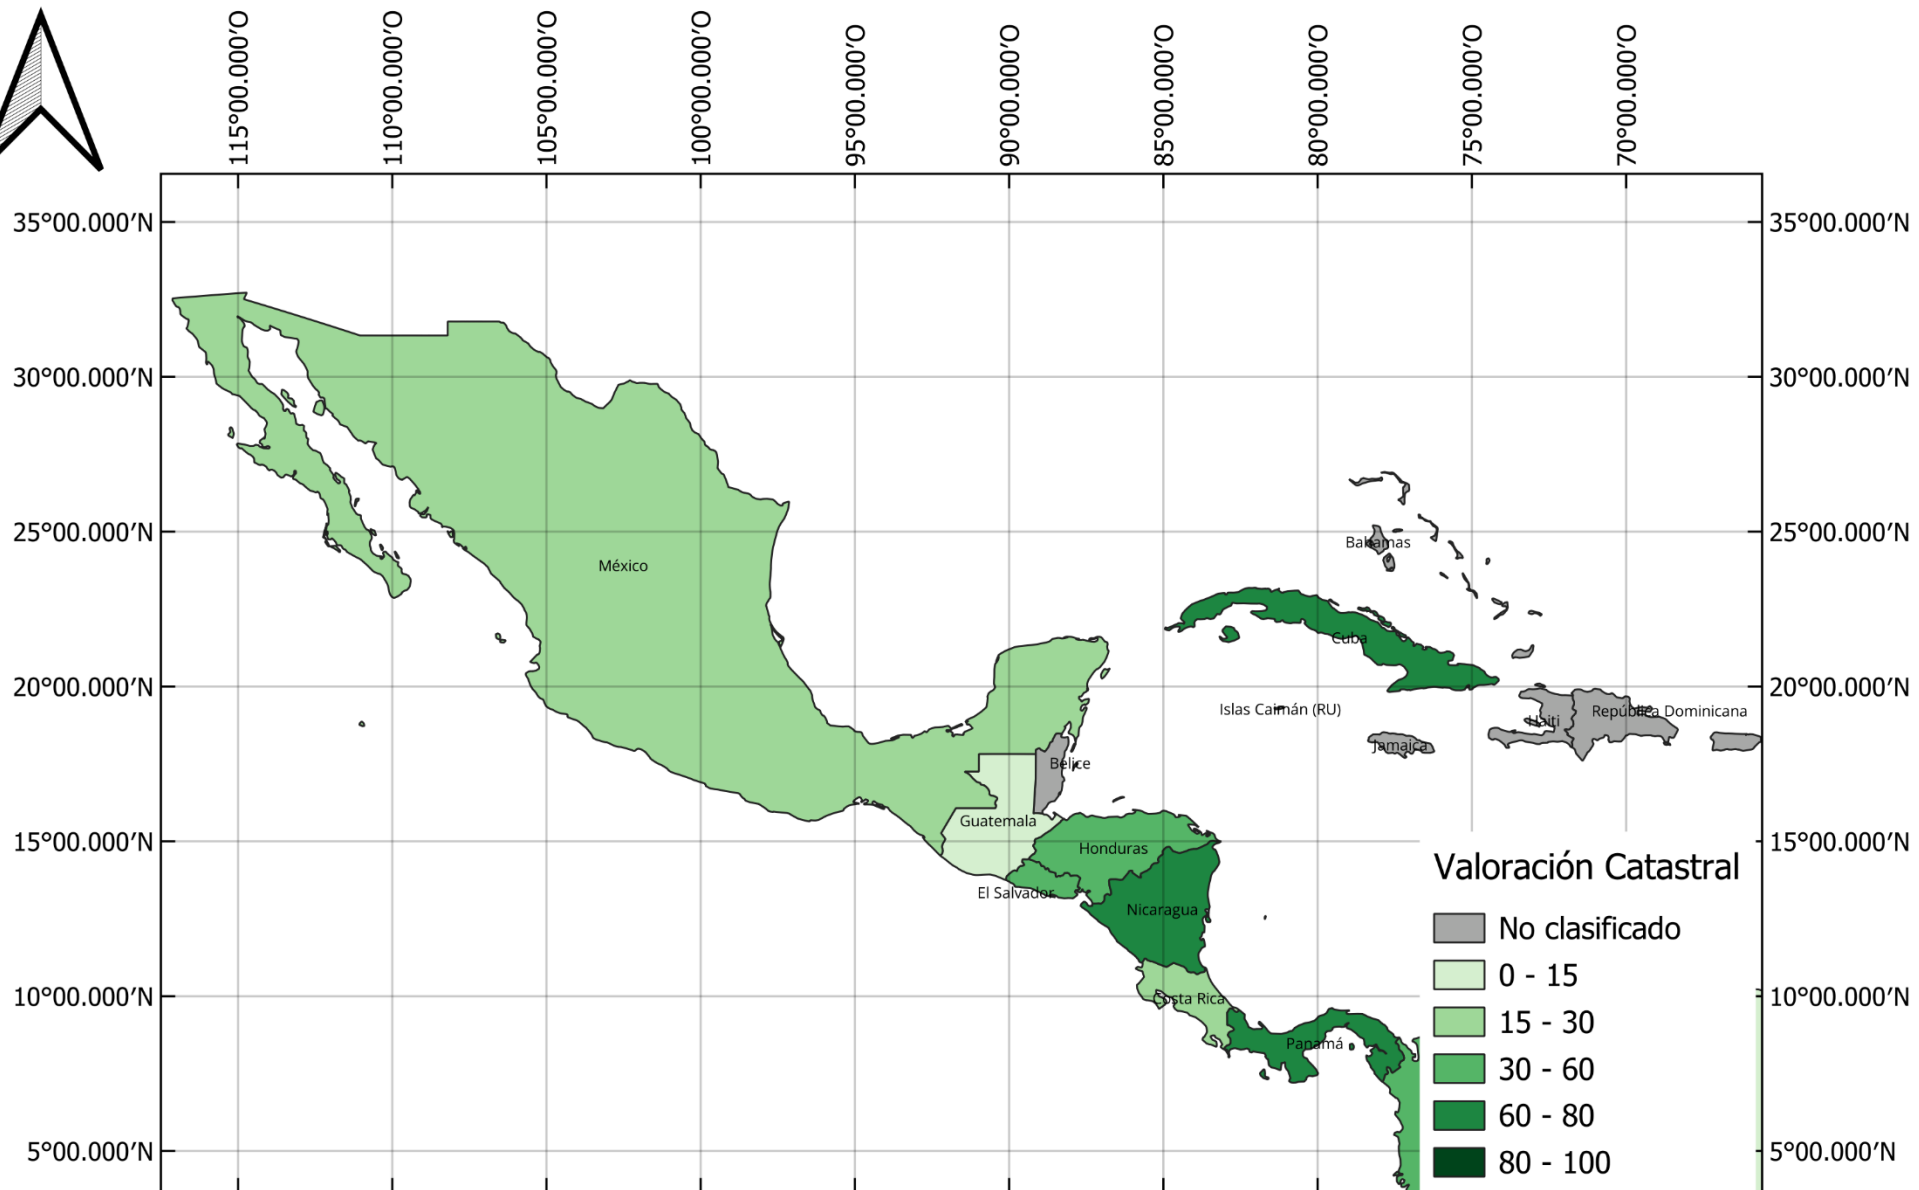 115°00.000'O
110°00.000'O
105°00.000'O
100°00.000'O
95°00.000'O
90°00.000'O
85°00.000'O
80°00.000'O
75°00.000'O
70°00.000'O
35°00.000'N
35°00.000'N
30°00.000'N
30°00.000'N
25°00.000'N
25°00.000'N
Bahamas
México
Cuba
20°00.000'N
20°00.000'N
Islas Caimán (RU)
Haiti
República Dominicana
Jamaica
Belice
Guatemala
15°00.000'N
15°00.000'N
Honduras
El Salvador
Nicaragua
10°00.000'N
10°00.000'N
Costa Rica
Panamá
5°00.000'N
5°00.000'N
Valoración Catastral
No clasificado
0 - 15
15 - 30
30 - 60
60 - 80
80 - 100